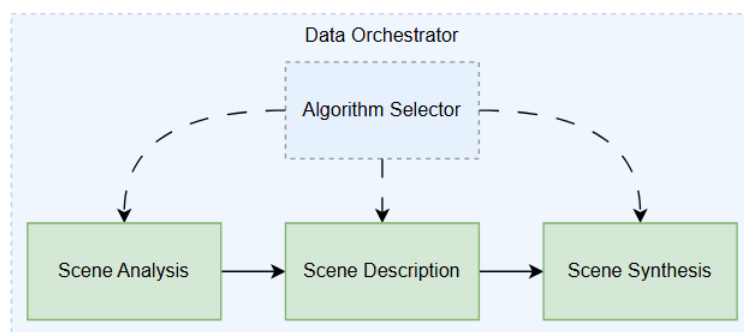 Data Orchestrator
Algorithm Selector
Scene Analysis
Scene Description
Scene Synthesis